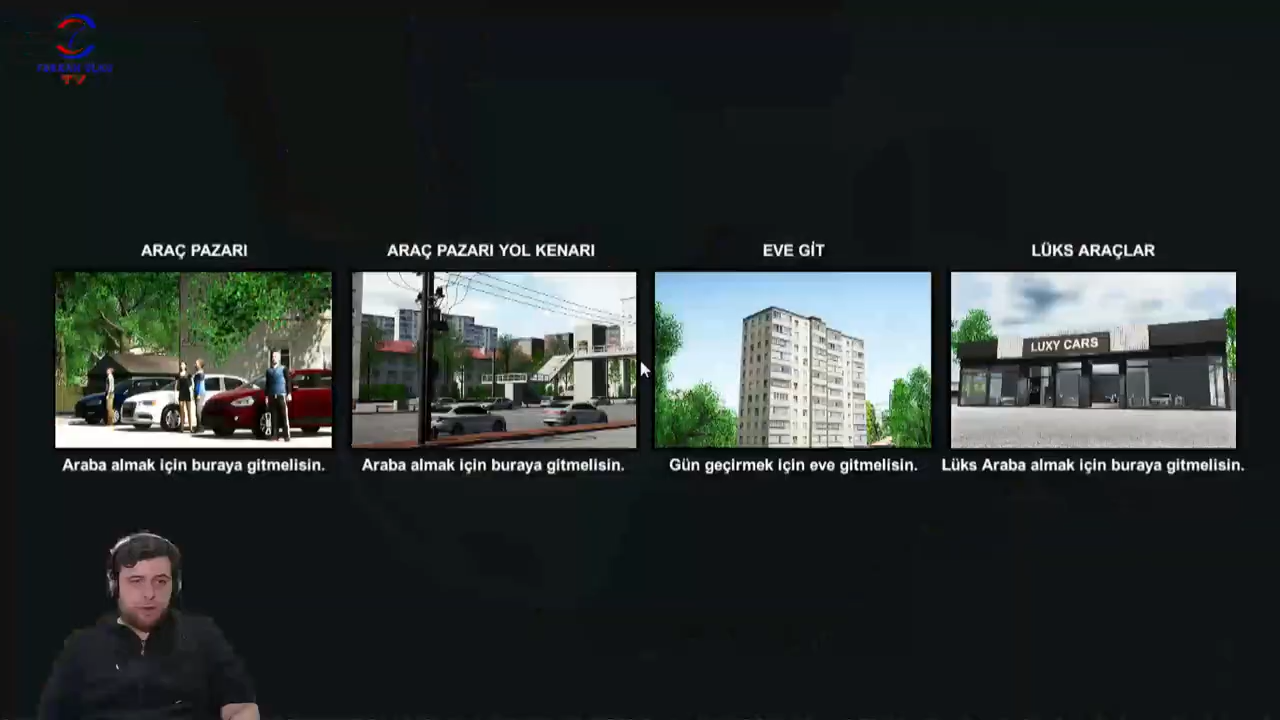 TV
ARAÇ PAZARI
ARAÇ PAZARI YOL KENARI
EVE GİT
LÜKS ARAÇLAR
LUXY CARS
Araba almak için buraya gitmelisin.
Araba almak için buraya gitmelisin.
Gün geçirmek için eve gitmelisin.
Lüks Araba almak için buraya gitmelisin.